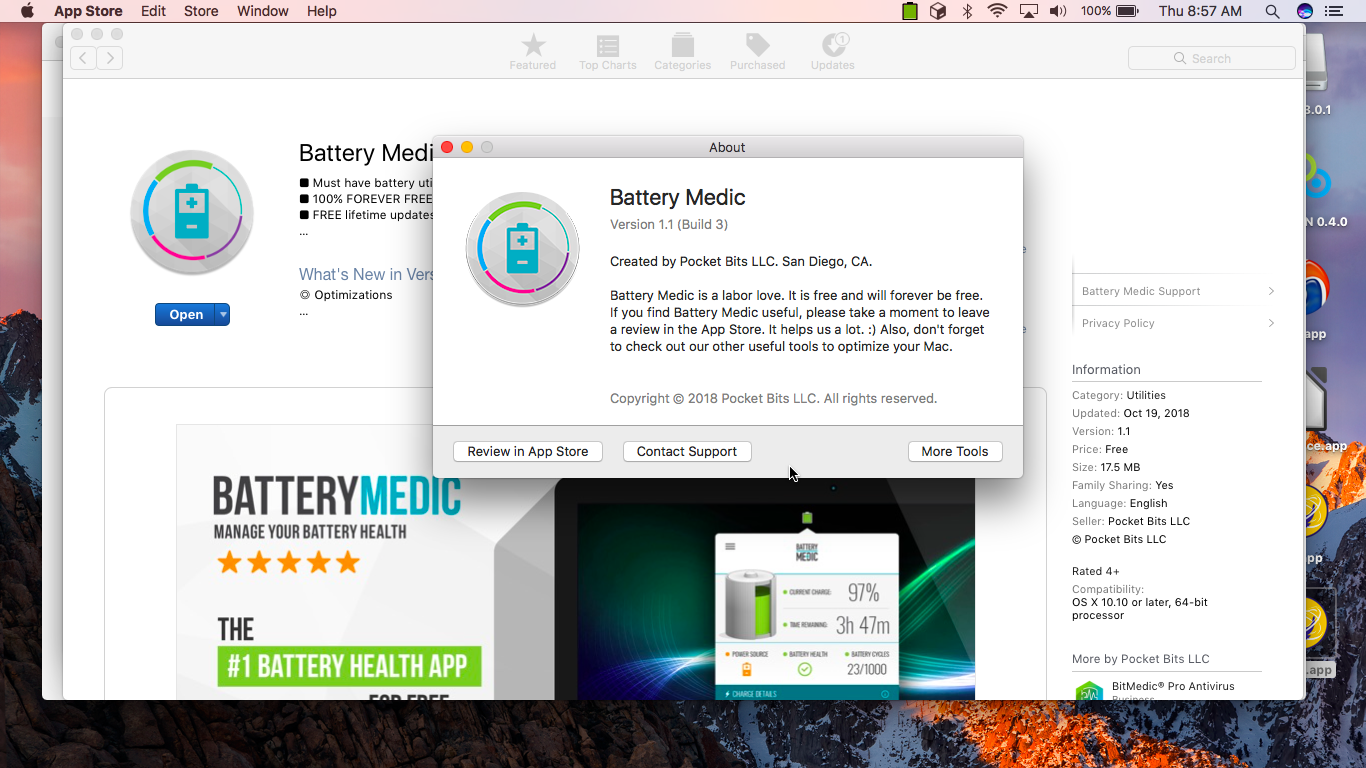 App Store Edit Store Window Help 100% Thu 8:57 AM
Featured Top Charts Categories Purchased Updates 1
Search
Battery Medi
■ Must have battery uti
■ 100% FOREVER FREE
■ FREE lifetime updates
...
What's New in Vers
◎ Optimizations
...
Open
About
Battery Medic
Version 1.1 (Build 3)
Created by Pocket Bits LLC. San Diego, CA.
Battery Medic is a labor love. It is free and will forever be free.
If you find Battery Medic useful, please take a moment to leave
a review in the App Store. It helps us a lot. :) Also, don't forget
to check out our other useful tools to optimize your Mac.
Copyright © 2018 Pocket Bits LLC. All rights reserved.
Review in App Store Contact Support More Tools
BATTERYMEDIC
MANAGE YOUR BATTERY HEALTH
THE
#1 BATTERY HEALTH APP
FOR FREE
BATTERY
MEDIC
CURRENT CHARGE: 97%
TIME REMAINING: 3h 47m
POWER SOURCE BATTERY HEALTH BATTERY CYCLES
23/1000
CHARGE DETAILS
Battery Medic Support
Privacy Policy
Information
Category: Utilities
Updated: Oct 19, 2018
Version: 1.1
Price: Free
Size: 17.5 MB
Family Sharing: Yes
Language: English
Seller: Pocket Bits LLC
© Pocket Bits LLC
Rated 4+
Compatibility:
OS X 10.10 or later, 64-bit
processor
More by Pocket Bits LLC
BitMedic® Pro Antivirus
Business
3.0.1
N 0.4.0
app
ce.app
pp
.app